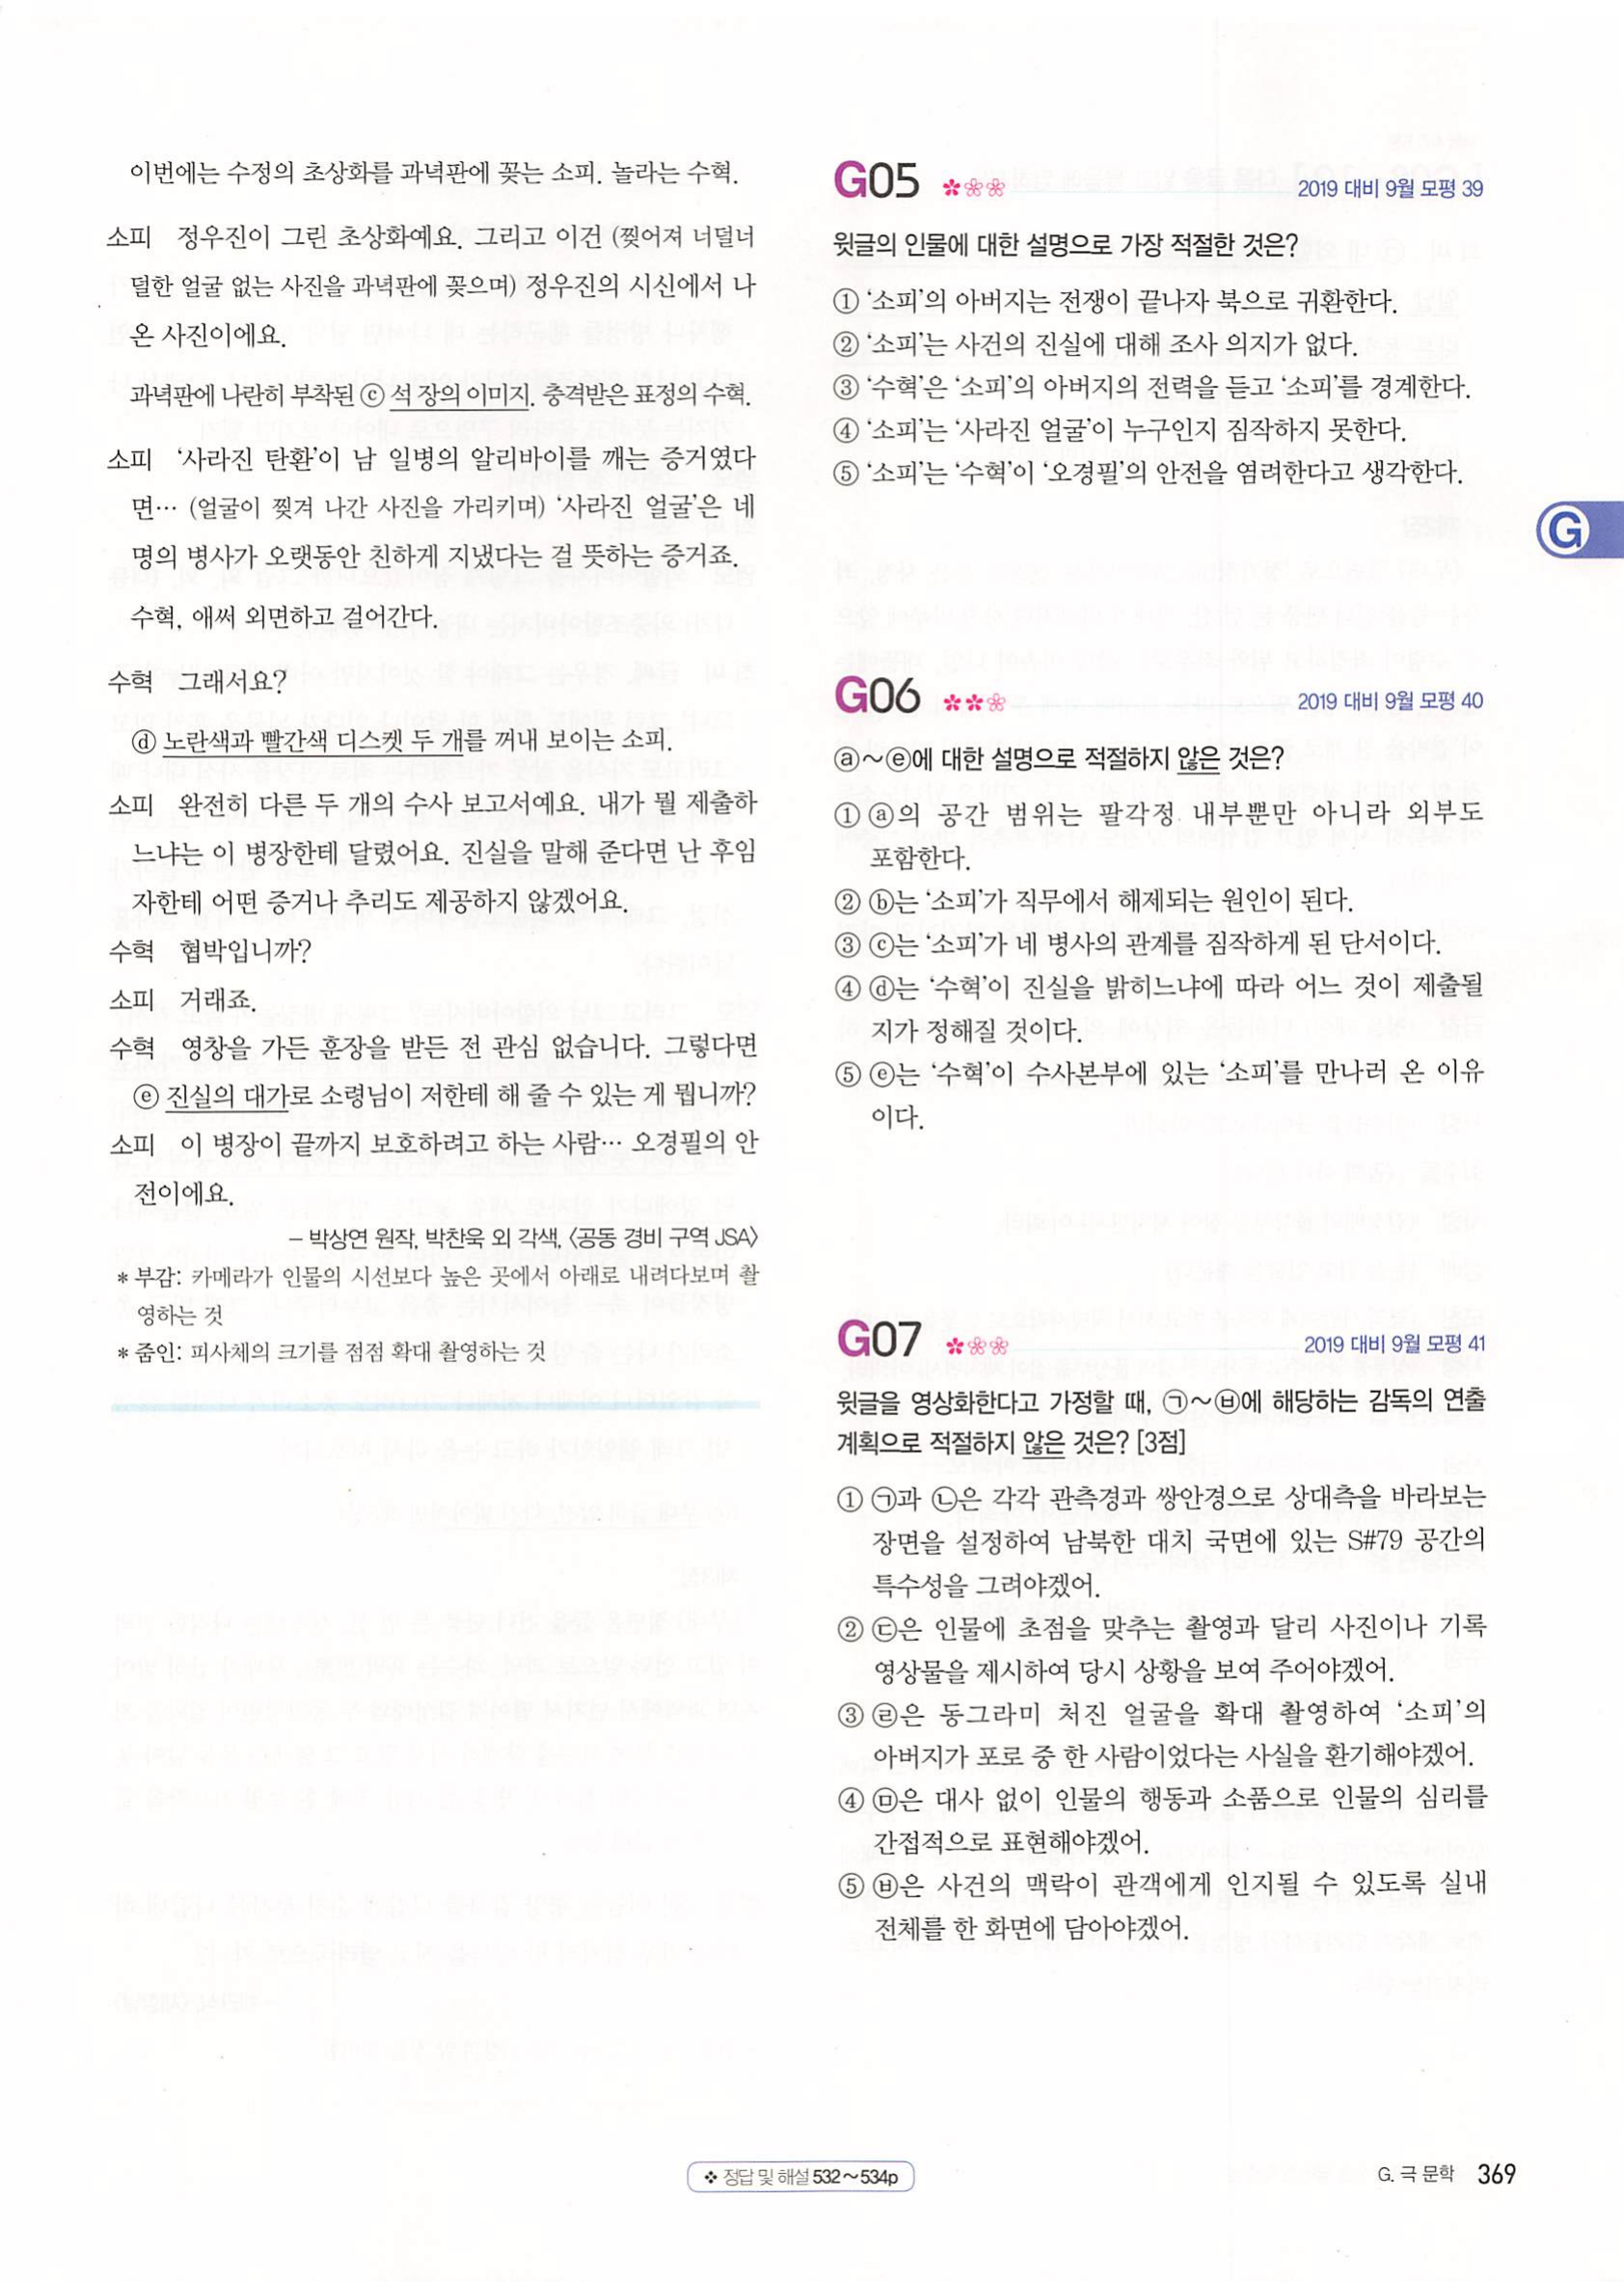 이번에는 수정의 초상화를 과녁판에 꽂는 소피. 놀라는 수혁.
소피 정우진이 그린 초상화예요. 그리고 이건 (찢어져 너덜너
덜한 얼굴 없는 사진을 과녁판에 꽂으며) 정우진의 시신에서 나
온 사진이에요.
과녁판에 나란히 부착된 ⓒ 석 장의 이미지. 충격받은 표정의 수혁.
소피 ‘사라진 탄환’이 남 일병의 알리바이를 깨는 증거였다
면… (얼굴이 찢겨 나간 사진을 가리키며) ‘사라진 얼굴’은 네
명의 병사가 오랫동안 친하게 지냈다는 걸 뜻하는 증거죠.
수혁, 애써 외면하고 걸어간다.
수혁 그래서요?
ⓓ 노란색과 빨간색 디스켓 두 개를 꺼내 보이는 소피.
소피 완전히 다른 두 개의 수사 보고서예요. 내가 뭘 제출하
느냐는 이 병장한테 달렸어요. 진실을 말해 준다면 난 후임
자한테 어떤 증거나 추리도 제공하지 않겠어요.
수혁 협박입니까?
소피 거래죠.
수혁 영창을 가든 훈장을 받든 전 관심 없습니다. 그렇다면
ⓔ 진실의 대가로 소령님이 저한테 해 줄 수 있는 게 뭡니까?
소피 이 병장이 끝까지 보호하려고 하는 사람… 오경필의 안
전이에요.
– 박상연 원작, 박찬욱 외 각색, 〈공동 경비 구역 JSA〉
* 부감: 카메라가 인물의 시선보다 높은 곳에서 아래로 내려다보며 촬
영하는 것
* 줌인: 피사체의 크기를 점점 확대 촬영하는 것
G05 2019 대비 9월 모평 39
윗글의 인물에 대한 설명으로 가장 적절한 것은?
① ‘소피’의 아버지는 전쟁이 끝나자 북으로 귀환한다.
② ‘소피’는 사건의 진실에 대해 조사 의지가 없다.
③ ‘수혁’은 ‘소피’의 아버지의 전력을 듣고 ‘소피’를 경계한다.
④ ‘소피’는 ‘사라진 얼굴’이 누구인지 짐작하지 못한다.
⑤ ‘소피’는 ‘수혁’이 ‘오경필’의 안전을 염려한다고 생각한다.
G
G06 2019 대비 9월 모평 40
ⓐ～ⓔ에 대한 설명으로 적절하지 않은 것은?
① ⓐ의 공간 범위는 팔각정 내부뿐만 아니라 외부도
포함한다.
② ⓑ는 ‘소피’가 직무에서 해제되는 원인이 된다.
③ ⓒ는 ‘소피’가 네 병사의 관계를 짐작하게 된 단서이다.
④ ⓓ는 ‘수혁’이 진실을 밝히느냐에 따라 어느 것이 제출될
지가 정해질 것이다.
⑤ ⓔ는 ‘수혁’이 수사본부에 있는 ‘소피’를 만나러 온 이유
이다.
G07 2019 대비 9월 모평 41
윗글을 영상화한다고 가정할 때, ㉠～㉥에 해당하는 감독의 연출
계획으로 적절하지 않은 것은? [3점]
① ㉠과 ㉡은 각각 관측경과 쌍안경으로 상대측을 바라보는
장면을 설정하여 남북한 대치 국면에 있는 S#79 공간의
특수성을 그려야겠어.
② ㉢은 인물에 초점을 맞추는 촬영과 달리 사진이나 기록
영상물을 제시하여 당시 상황을 보여 주어야겠어.
③ ㉣은 동그라미 처진 얼굴을 확대 촬영하여 ‘소피’의
아버지가 포로 중 한 사람이었다는 사실을 환기해야겠어.
④ ㉤은 대사 없이 인물의 행동과 소품으로 인물의 심리를
간접적으로 표현해야겠어.
⑤ ㉥은 사건의 맥락이 관객에게 인지될 수 있도록 실내
전체를 한 화면에 담아야겠어.
❖ 정답 및 해설 532～534p
G. 극 문학 369